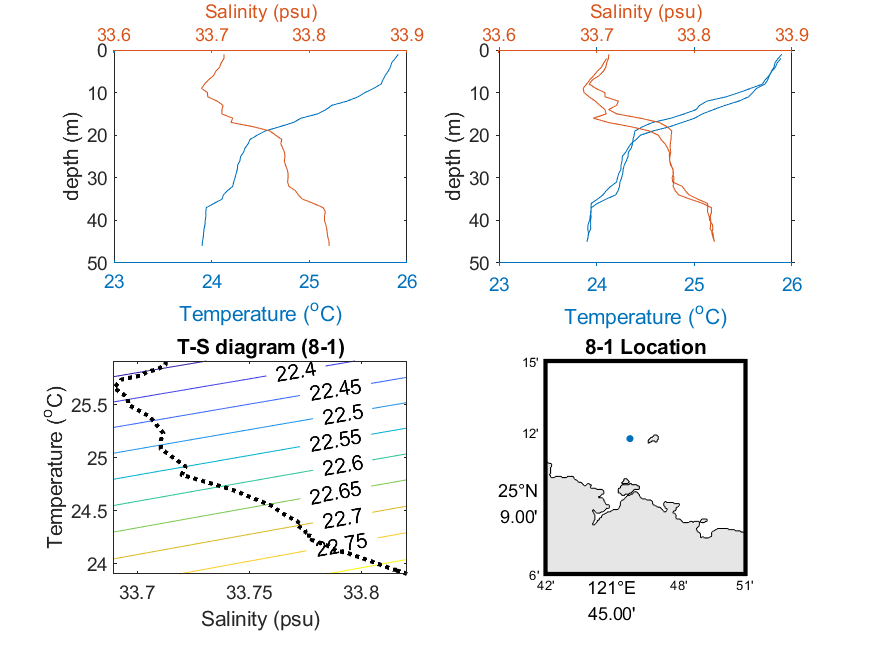 Salinity (psu)
33.6 33.7 33.8 33.9
0
10
20
30
40
50
depth (m)
23 24 25 26
Temperature (°C)
Salinity (psu)
33.6 33.7 33.8 33.9
0
10
20
30
40
50
depth (m)
23 24 25 26
Temperature (°C)
T-S diagram (8-1)
22.4
22.45
22.5
22.55
22.6
22.65
22.7
22.75
25.5
25
24.5
24
Temperature (°C)
33.7 33.75 33.8
Salinity (psu)
8-1 Location
15'
12'
25°N
9.00'
6'
42' 121°E 48' 51'
45.00'